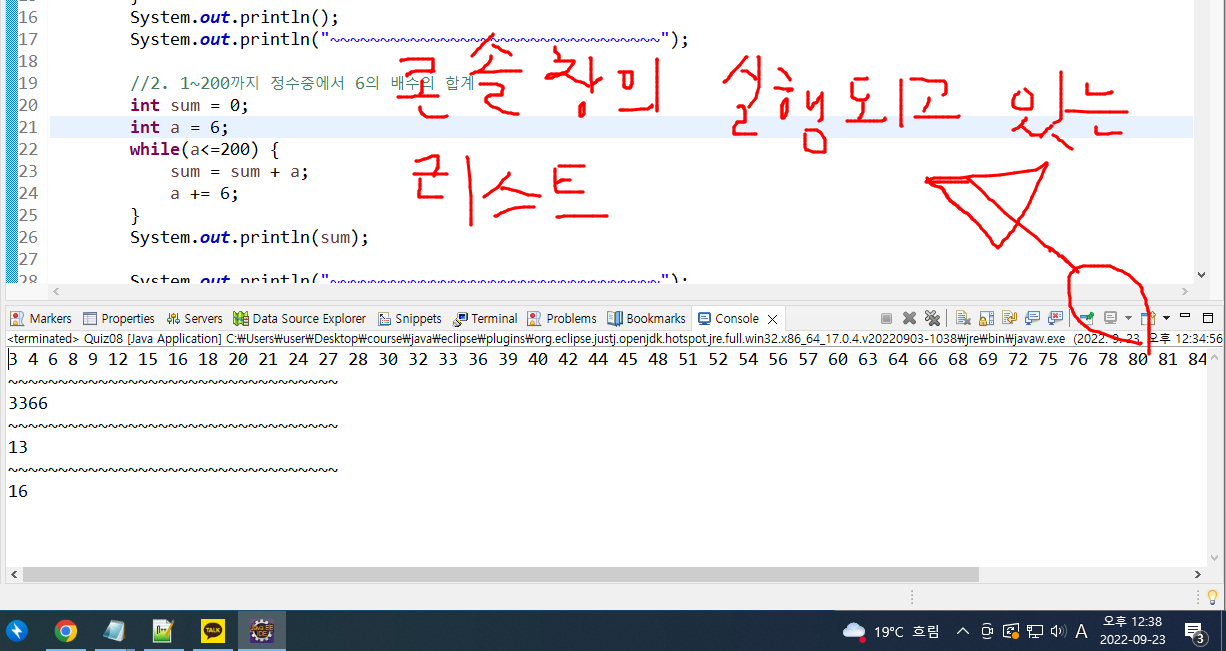 16 System.out.println();
17 System.out.println("~~~~~~~~~~~~~~~~~~~~~~~~~~~~~~~~~");
18
19 //2. 1~200까지 정수중에서 6의 배수의 합계
20 int sum = 0;
21 int a = 6;
22 while(a<=200) {
23 sum = sum + a;
24 a += 6;
25 }
26 System.out.println(sum);
27
28 System.out.println("~~~~~~~~~~~~~~~~~~~~~~~~~~~~~~~~~");
콘솔창의 실행되고 있는
리스트
Markers Properties Servers Data Source Explorer Snippets Terminal Problems Bookmarks Console
<terminated> Quiz08 [Java Application] C:₩Users₩user₩Desktop₩course₩java₩eclipse₩plugins₩org.eclipse.justj.openjdk.hotspot.jre.full.win32.x86_64_17.0.4.v20220903-1038₩jre₩bin₩javaw.exe (2022. 9. 23. 오후 12:34:56
3 4 6 8 9 12 15 16 18 20 21 24 27 28 30 32 33 36 39 40 42 44 45 48 51 52 54 56 57 60 63 64 66 68 69 72 75 76 78 80 81 84
~~~~~~~~~~~~~~~~~~~~~~~~~~~~~~~~~
3366
~~~~~~~~~~~~~~~~~~~~~~~~~~~~~~~~~
13
~~~~~~~~~~~~~~~~~~~~~~~~~~~~~~~~~
16
TALK
Java EE IDE
19°C 흐림
A
오후 12:38
2022-09-23
3